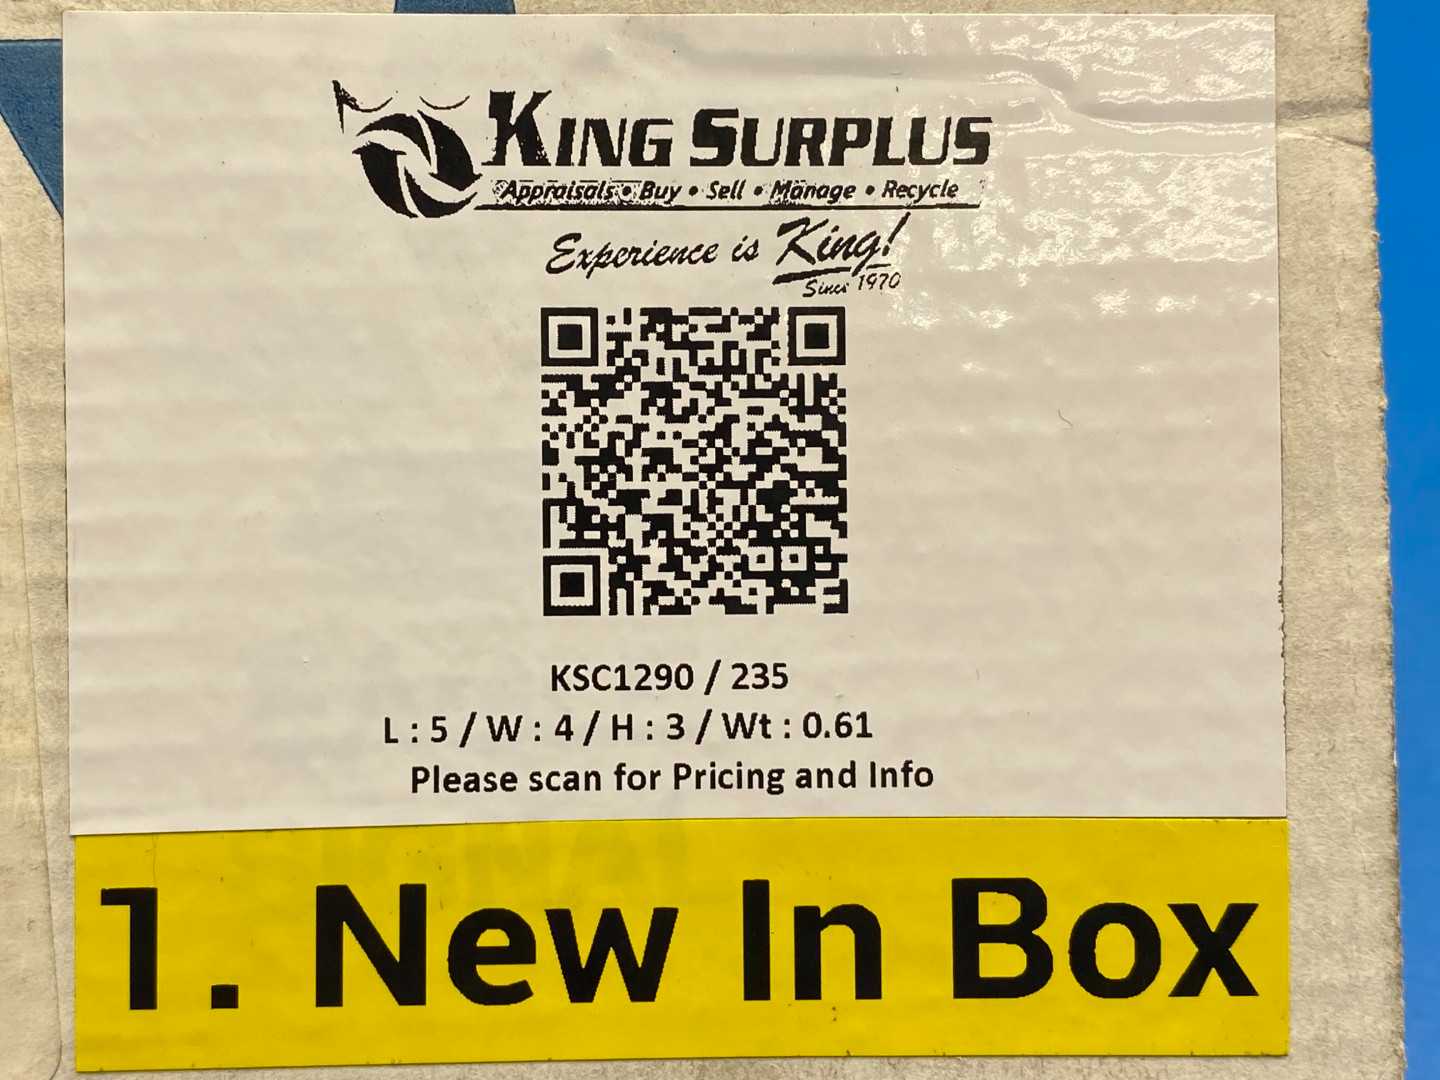 KING SURPLUS
Appraisals • Buy • Sell • Manage • Recycle
Experience is King!
Since 1970
KSC1290 / 235
L : 5 / W : 4 / H : 3 / Wt : 0.61
Please scan for Pricing and Info
1. New In Box